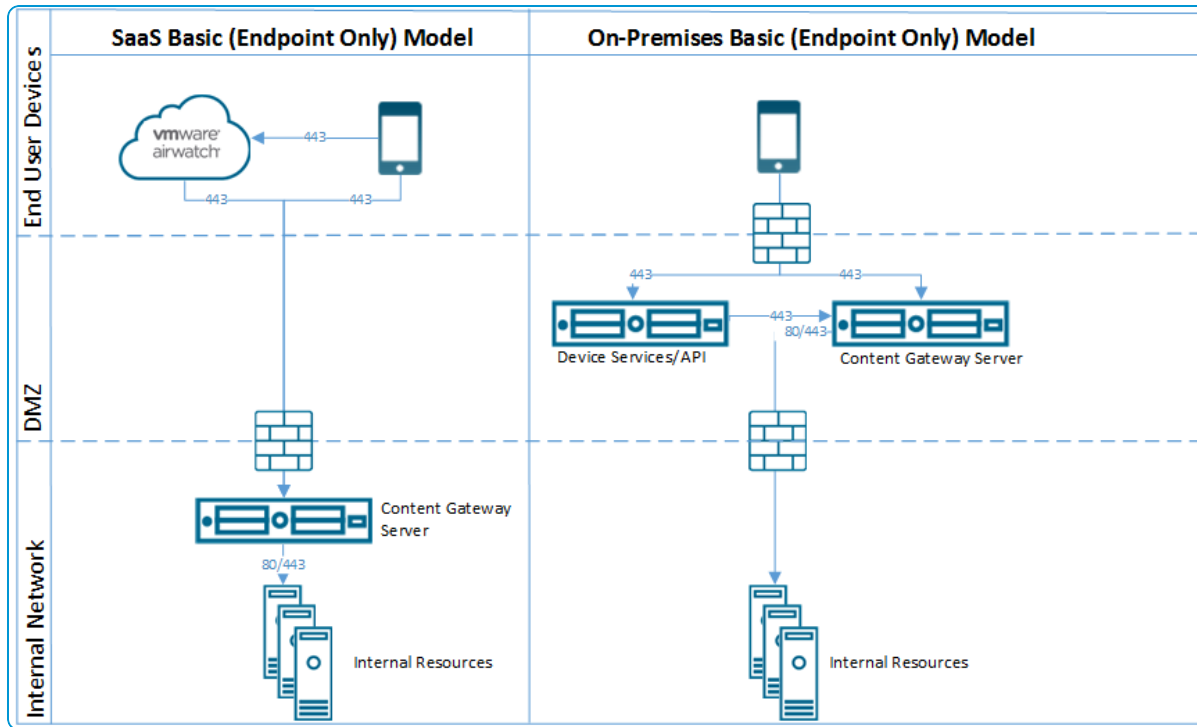 SaaS Basic (Endpoint Only) Model
On-Premises Basic (Endpoint Only) Model
End User Devices
vmware
airwatch
443
443
443
443
443
DMZ
443
80/443
Device Services/API
Content Gateway Server
Internal Network
Content Gateway
Server
80/443
Internal Resources
Internal Resources